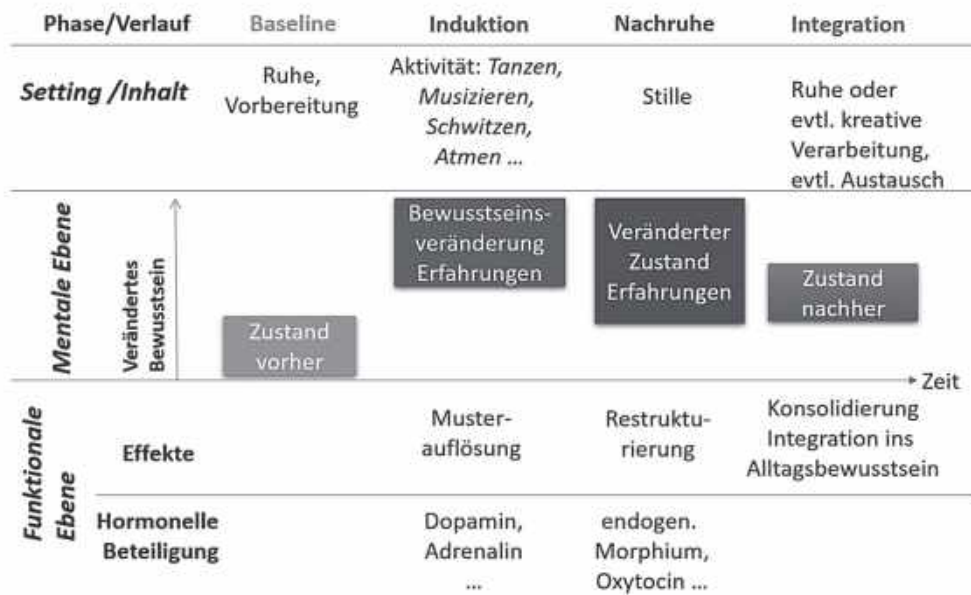 Phase/Verlauf
Baseline
Induktion
Nachruhe
Integration
Setting /Inhalt
Ruhe,
Vorbereitung
Aktivität: Tanzen,
Musizieren,
Schwitzen,
Atmen ...
Stille
Ruhe oder
evtl. kreative
Verarbeitung,
evtl. Austausch
Mentale Ebene
Verändertes
Bewusstsein
Zustand
vorher
Bewusstseins-
veränderung
Erfahrungen
Veränderter
Zustand
Erfahrungen
Zustand
nachher
Zeit
Funktionale
Ebene
Effekte
Muster-
auflösung
Restruktu-
rierung
Konsolidierung
Integration ins
Alltagsbewusstsein
Hormonelle
Beteiligung
Dopamin,
Adrenalin
...
endogen.
Morphium,
Oxytocin ...